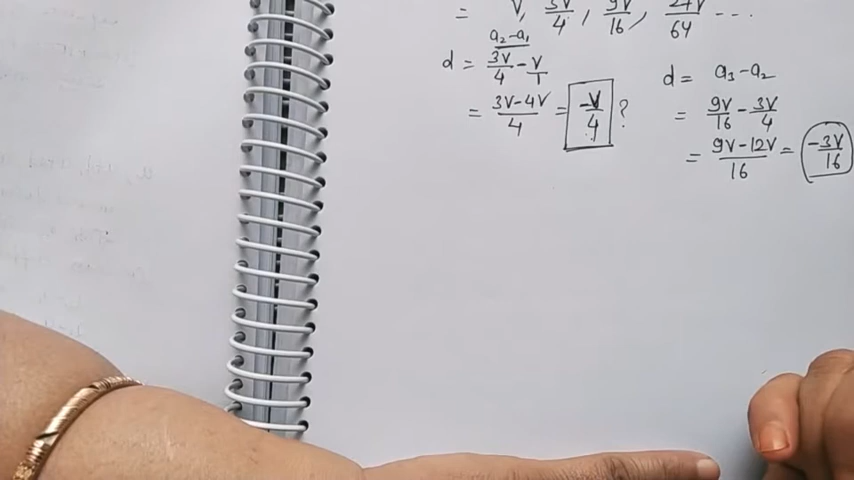 = V, 3V/4, 9V/16, 27V/64 ---
a₂-a₁
d = 3V/4 - V/1
= 3V-4V/4 = -V/4 ?
d = a₃-a₂
= 9V/16 - 3V/4
= 9V-12V/16 = -3V/16